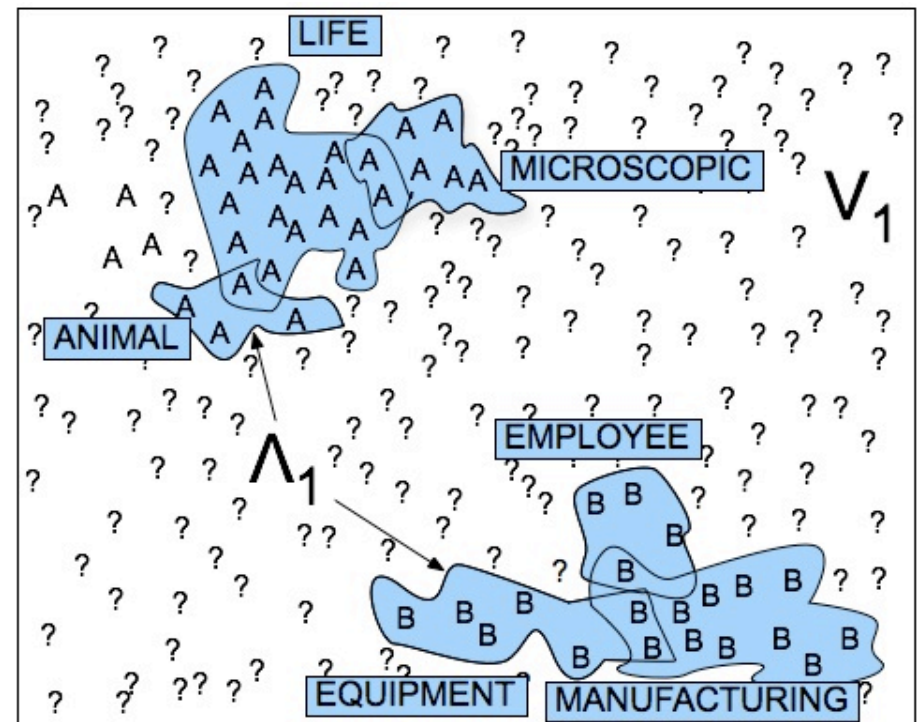 LIFE
MICROSCOPIC
V1
ANIMAL
Λ1
EMPLOYEE
EQUIPMENT
MANUFACTURING